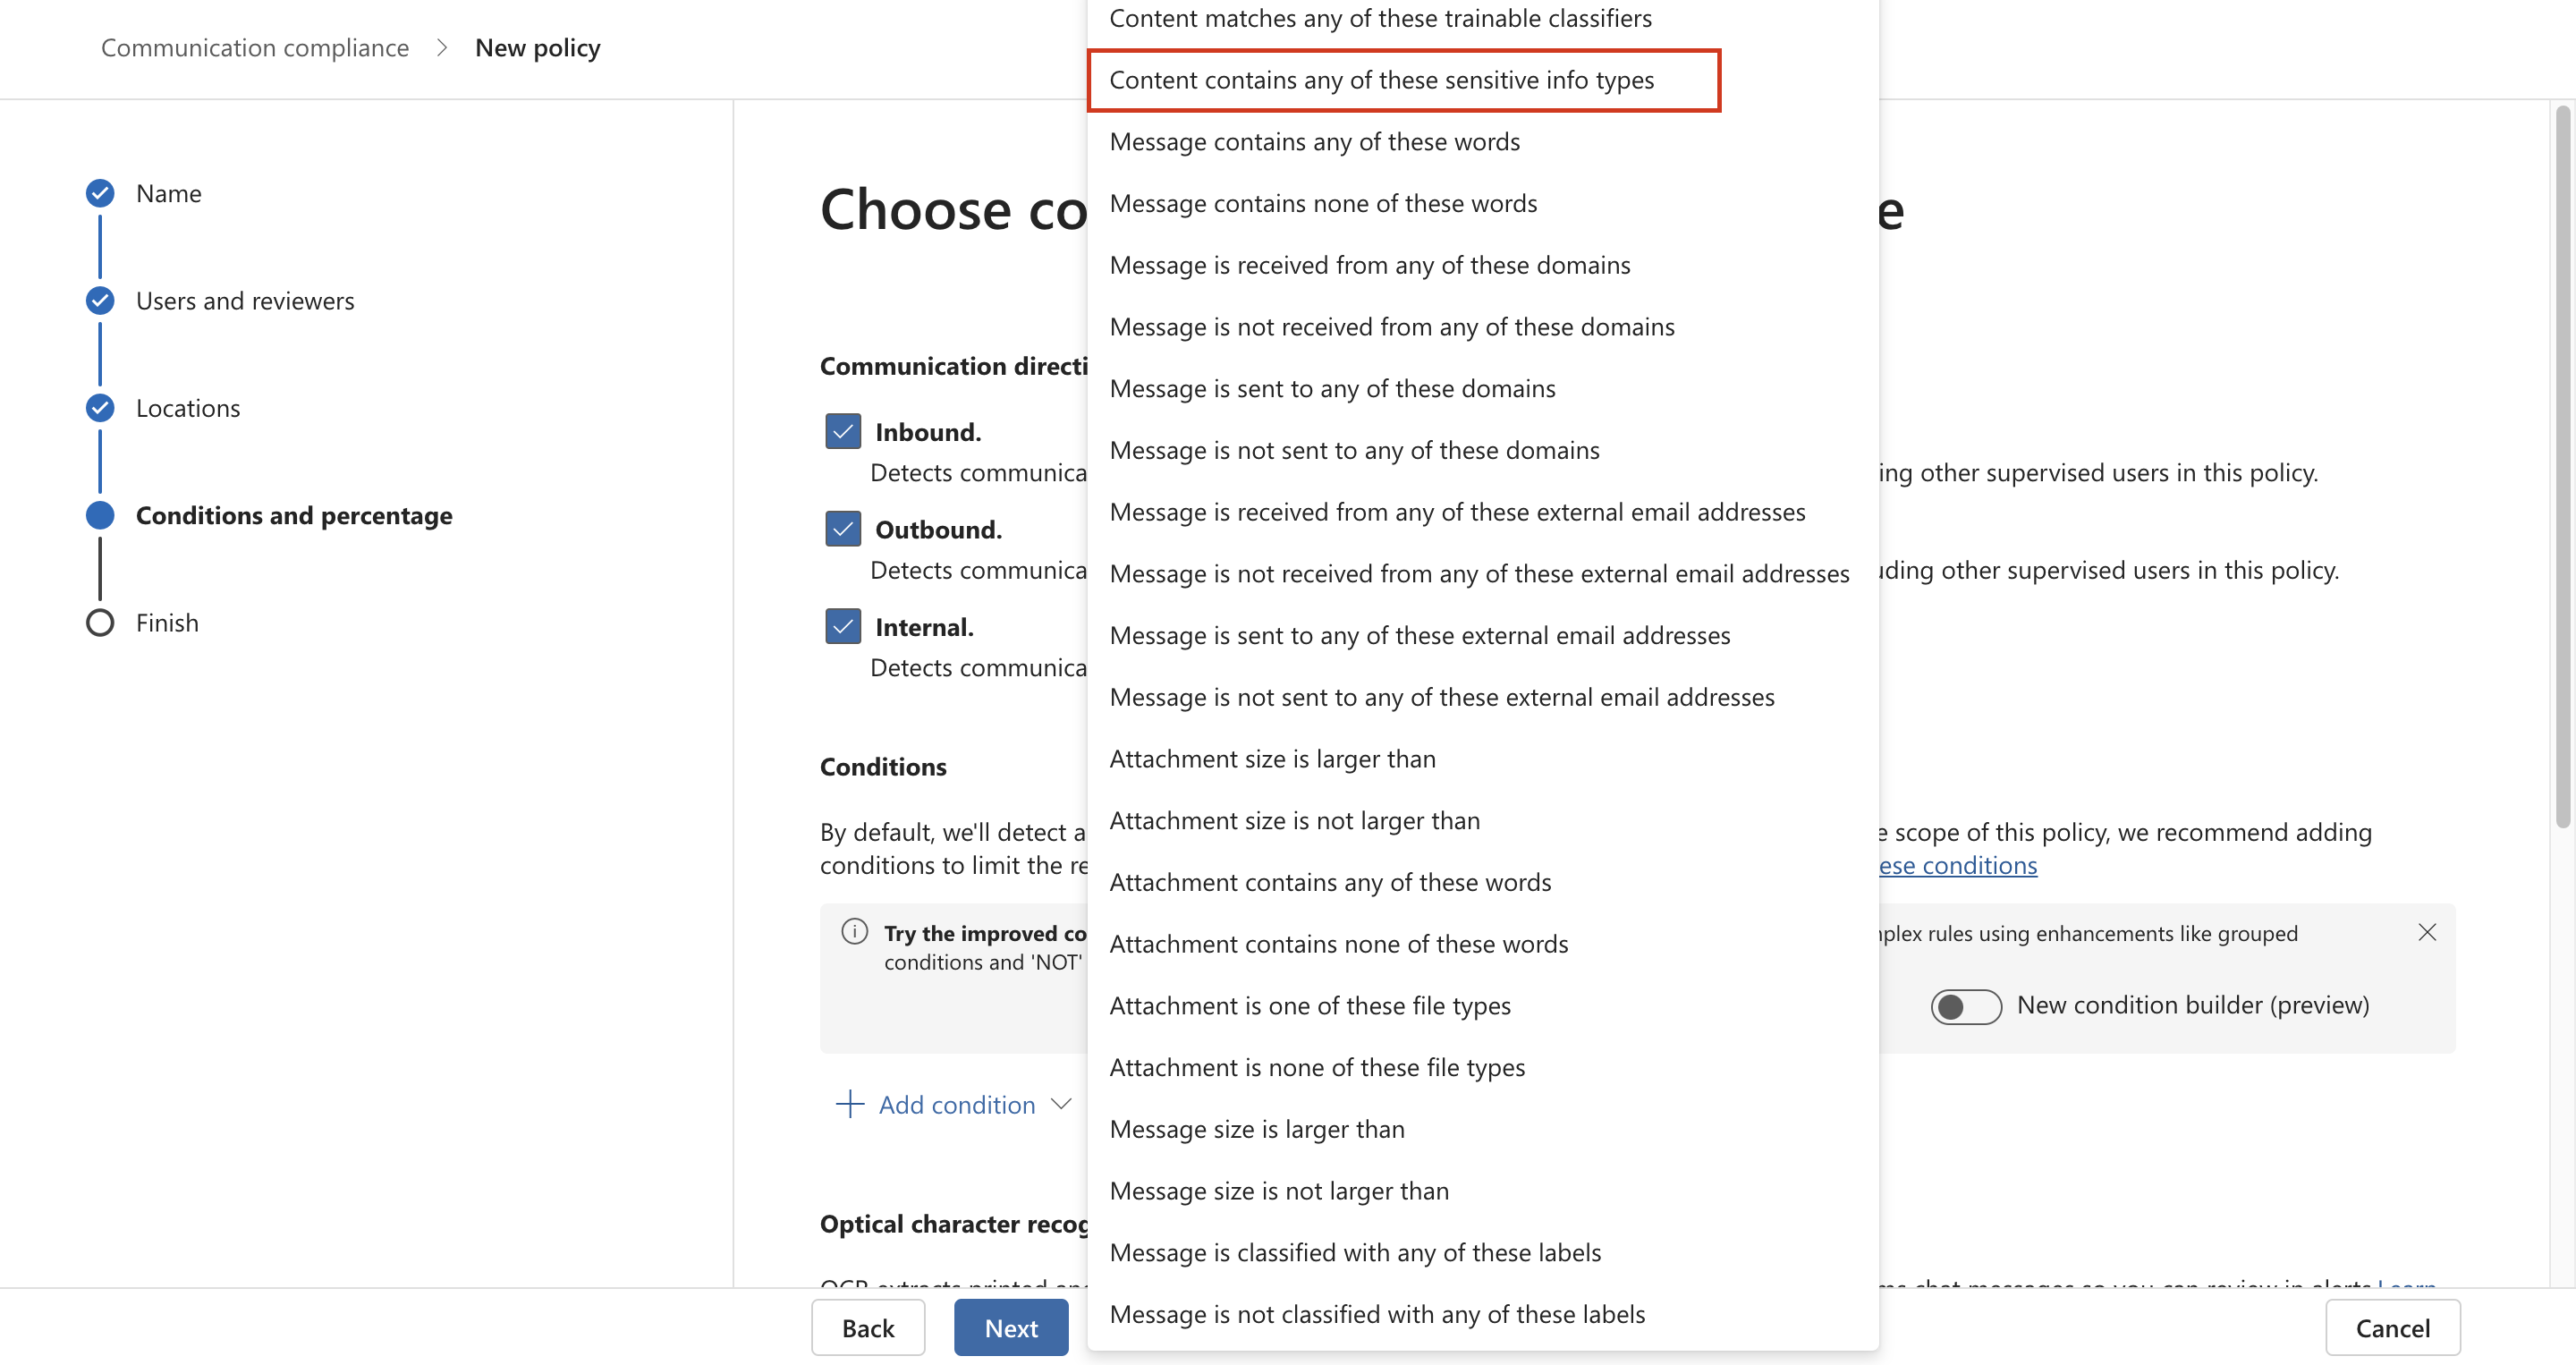 Communication compliance > New policy
Name
Users and reviewers
Locations
Conditions and percentage
Finish
Choose co
e
Communication directi
Inbound.
Detects communica
ing other supervised users in this policy.
Outbound.
Detects communica
uding other supervised users in this policy.
Internal.
Detects communica
Conditions
By default, we'll detect a
e scope of this policy, we recommend adding
conditions to limit the re
ese conditions
Try the improved co
nplex rules using enhancements like grouped
conditions and 'NOT'
New condition builder (preview)
Add condition
Optical character recog
Content matches any of these trainable classifiers
Content contains any of these sensitive info types
Message contains any of these words
Message contains none of these words
Message is received from any of these domains
Message is not received from any of these domains
Message is sent to any of these domains
Message is not sent to any of these domains
Message is received from any of these external email addresses
Message is not received from any of these external email addresses
Message is sent to any of these external email addresses
Message is not sent to any of these external email addresses
Attachment size is larger than
Attachment size is not larger than
Attachment contains any of these words
Attachment contains none of these words
Attachment is one of these file types
Attachment is none of these file types
Message size is larger than
Message size is not larger than
Message is classified with any of these labels
Message is not classified with any of these labels
Back
Next
Cancel